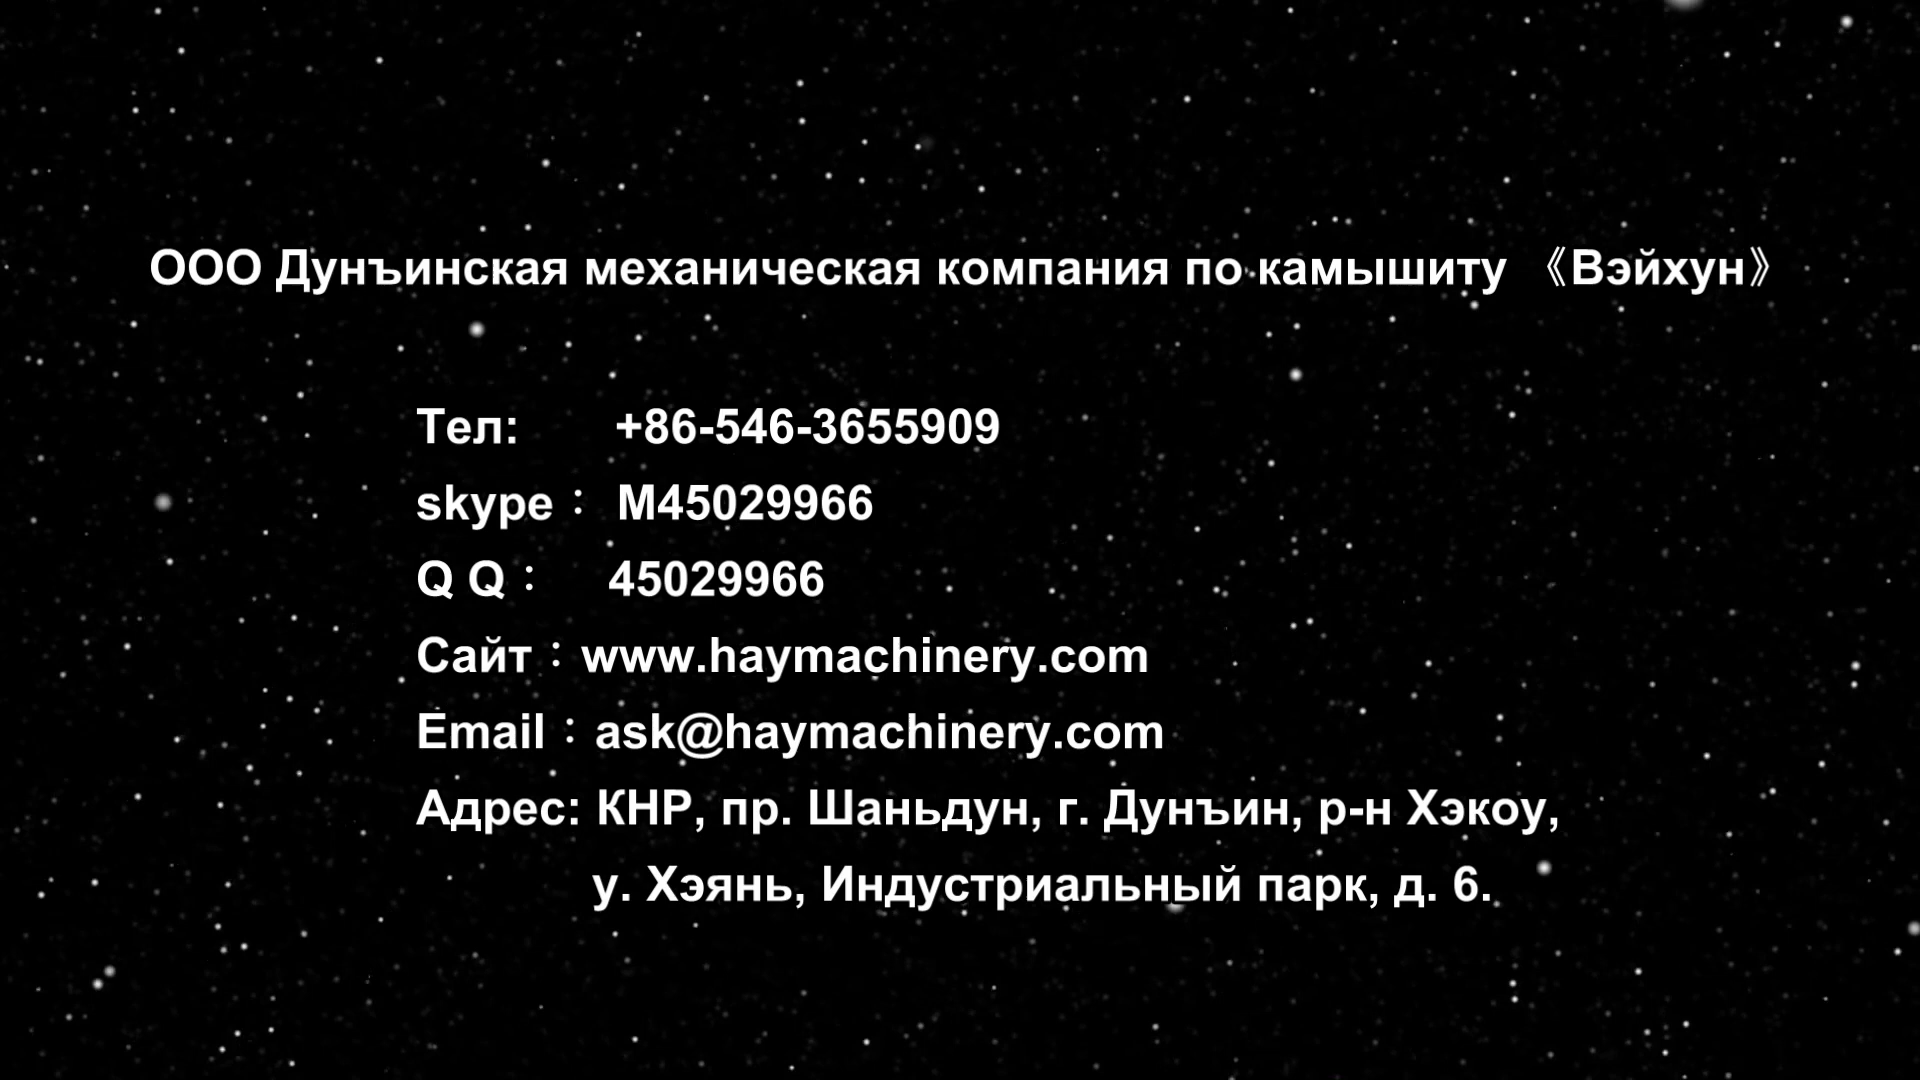 ООО Дунъинская механическая компания по камышиту 《Вэйхун》
Тел: +86-546-3655909
skype： M45029966
Q Q： 45029966
Сайт：www.haymachinery.com
Email：ask@haymachinery.com
Адрес: КНР, пр. Шаньдун, г. Дунъин, р-н Хэкоу,
у. Хэянь, Индустриальный парк, д. 6.